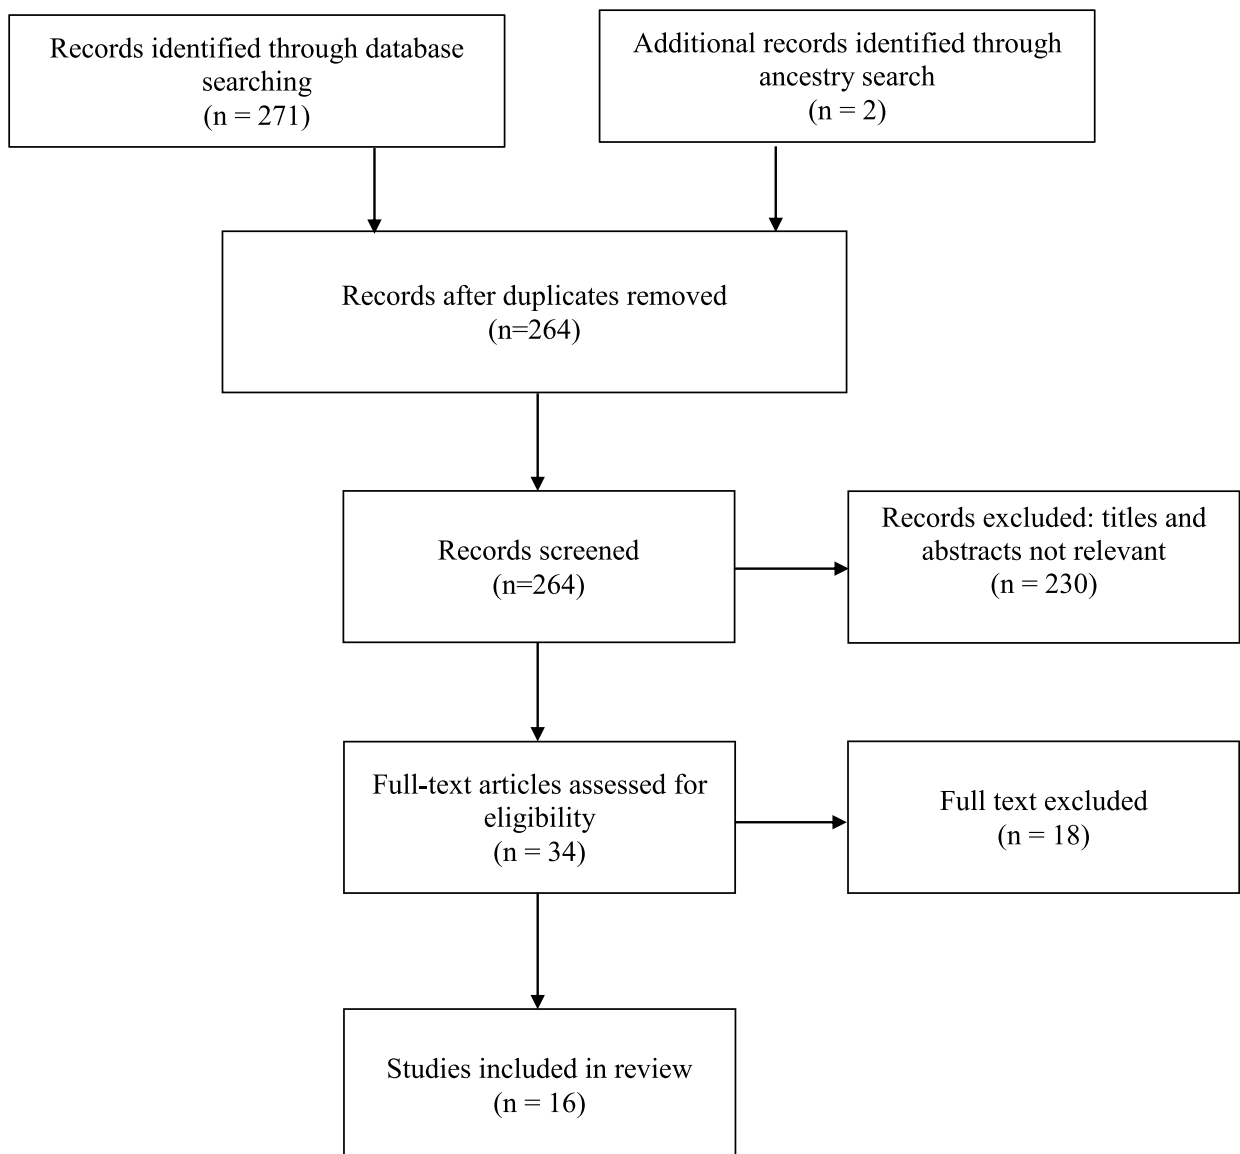 Records identified through database
searching
(n = 271)
Additional records identified through
ancestry search
(n = 2)
Records after duplicates removed
(n=264)
Records screened
(n=264)
Records excluded: titles and
abstracts not relevant
(n = 230)
Full-text articles assessed for
eligibility
(n = 34)
Full text excluded
(n = 18)
Studies included in review
(n = 16)